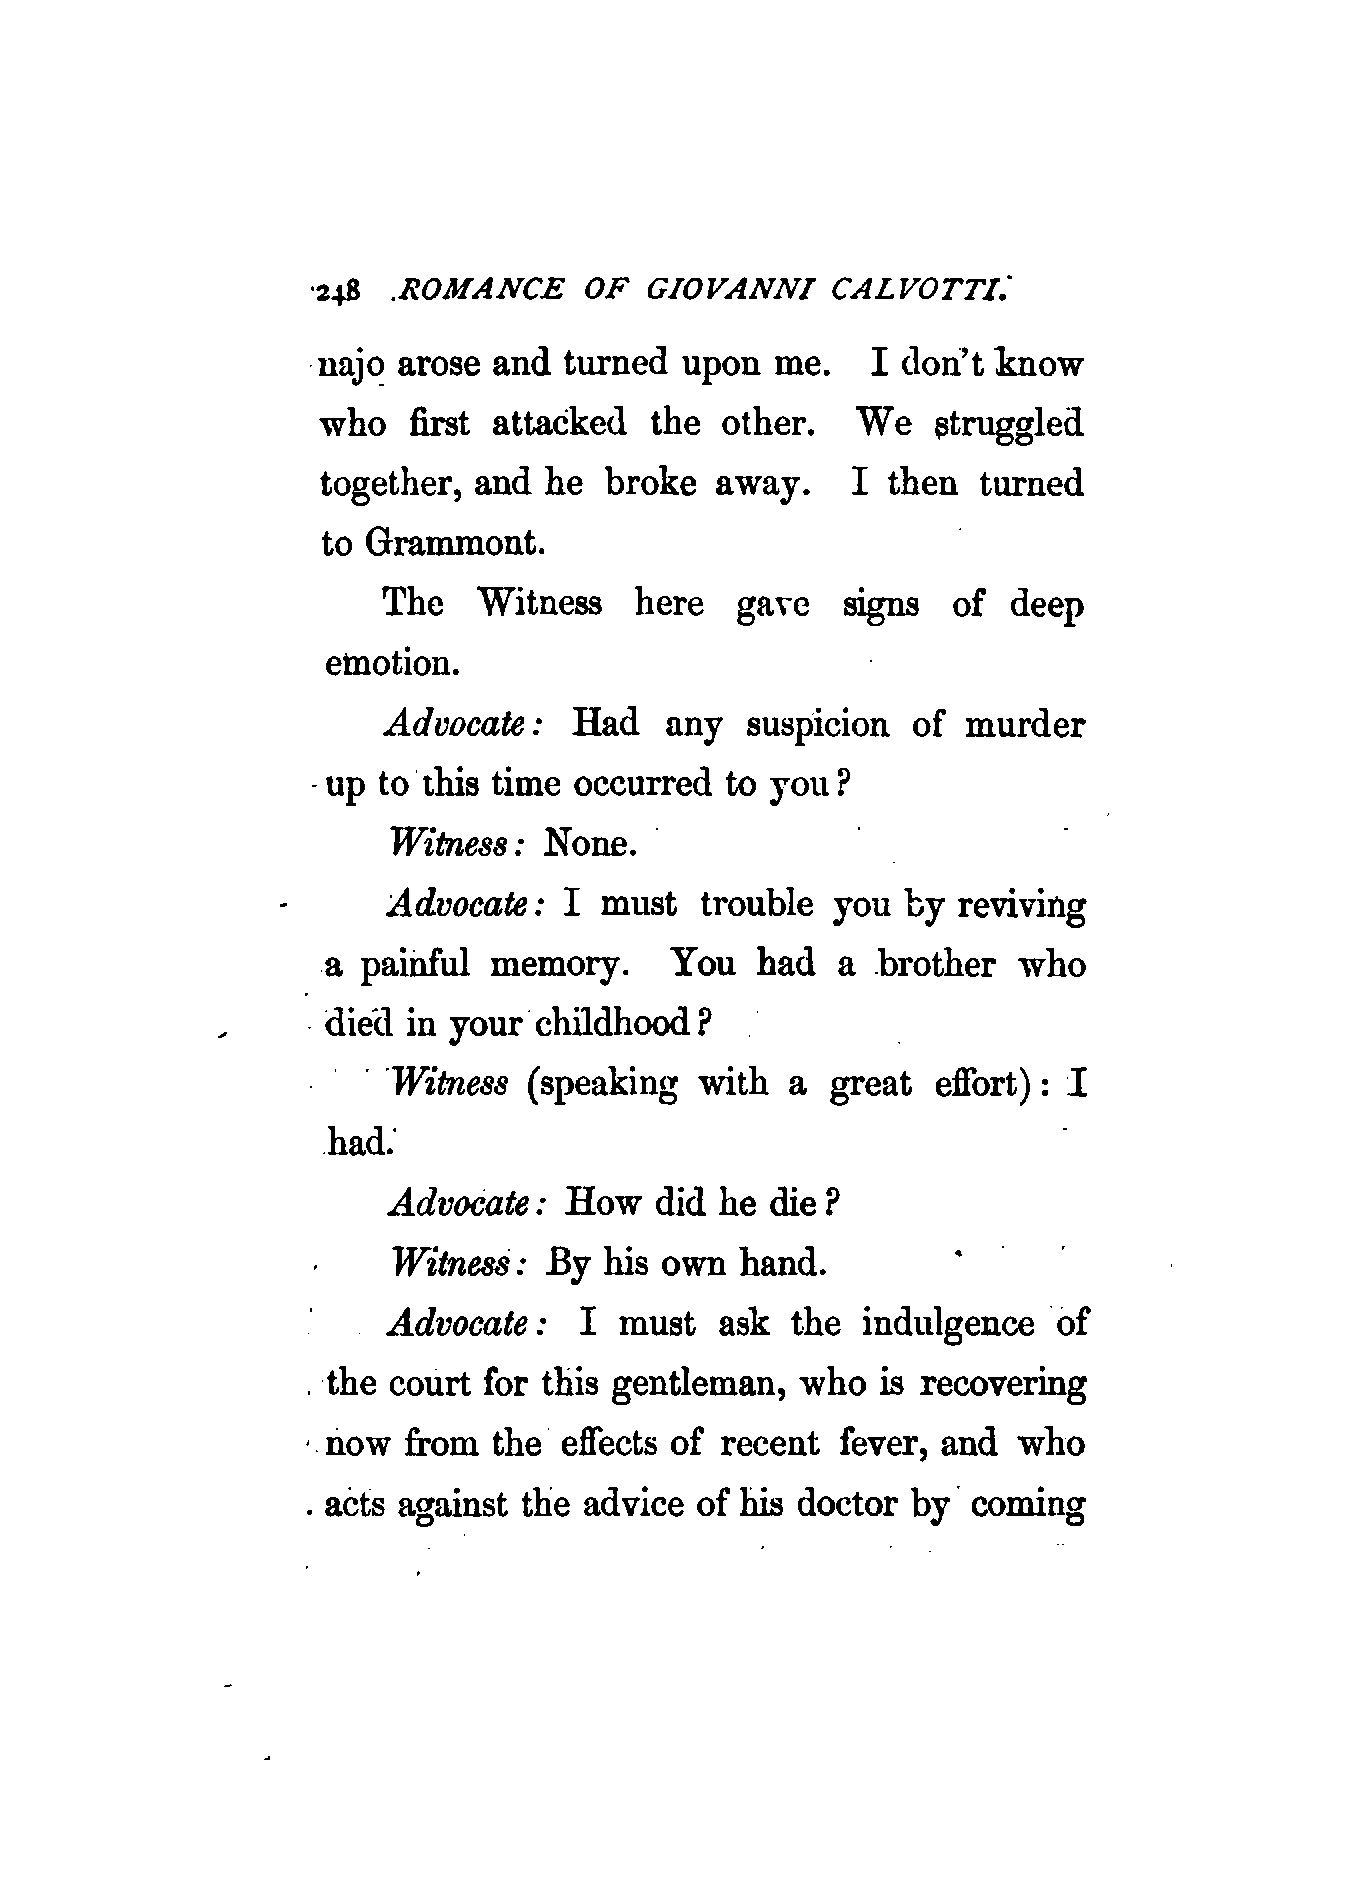 248 ROMANCE OF GIOVANNI CALVOTTI.
najo arose and turned upon me. I don't know
who first attacked the other. We struggled
together, and he broke away. I then turned
to Grammont.
The Witness here gave signs of deep
emotion.
Advocate: Had any suspicion of murder
up to this time occurred to you?
Witness: None.
Advocate: I must trouble you by reviving
a painful memory. You had a brother who
died in your childhood?
Witness (speaking with a great effort): I
had.
Advocate: How did he die?
Witness: By his own hand.
Advocate: I must ask the indulgence of
the court for this gentleman, who is recovering
now from the effects of recent fever, and who
acts against the advice of his doctor by coming